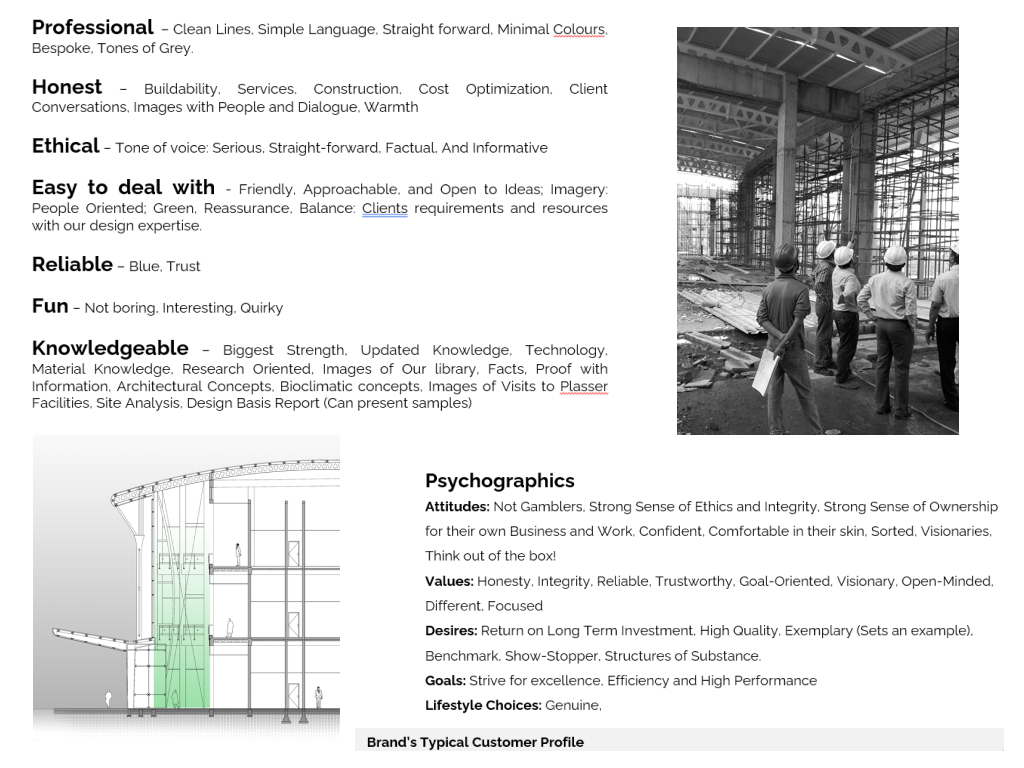 Professional – Clean Lines, Simple Language, Straight forward, Minimal Colours,
Bespoke, Tones of Grey.
Honest – Buildability, Services, Construction, Cost Optimization, Client
Conversations, Images with People and Dialogue, Warmth
Ethical – Tone of voice: Serious, Straight-forward, Factual, And Informative
Easy to deal with - Friendly, Approachable, and Open to Ideas; Imagery:
People Oriented; Green, Reassurance, Balance: Clients requirements and resources
with our design expertise.
Reliable – Blue, Trust
Fun – Not boring, Interesting, Quirky
Knowledgeable – Biggest Strength, Updated Knowledge, Technology,
Material Knowledge, Research Oriented, Images of Our library, Facts, Proof with
Information, Architectural Concepts, Bioclimatic concepts, Images of Visits to Plasser
Facilities, Site Analysis, Design Basis Report (Can present samples)
Psychographics
Attitudes: Not Gamblers, Strong Sense of Ethics and Integrity, Strong Sense of Ownership
for their own Business and Work, Confident, Comfortable in their skin, Sorted, Visionaries,
Think out of the box!
Values: Honesty, Integrity, Reliable, Trustworthy, Goal-Oriented, Visionary, Open-Minded,
Different, Focused
Desires: Return on Long Term Investment, High Quality, Exemplary (Sets an example),
Benchmark, Show-Stopper, Structures of Substance.
Goals: Strive for excellence, Efficiency and High Performance
Lifestyle Choices: Genuine,
Brand's Typical Customer Profile